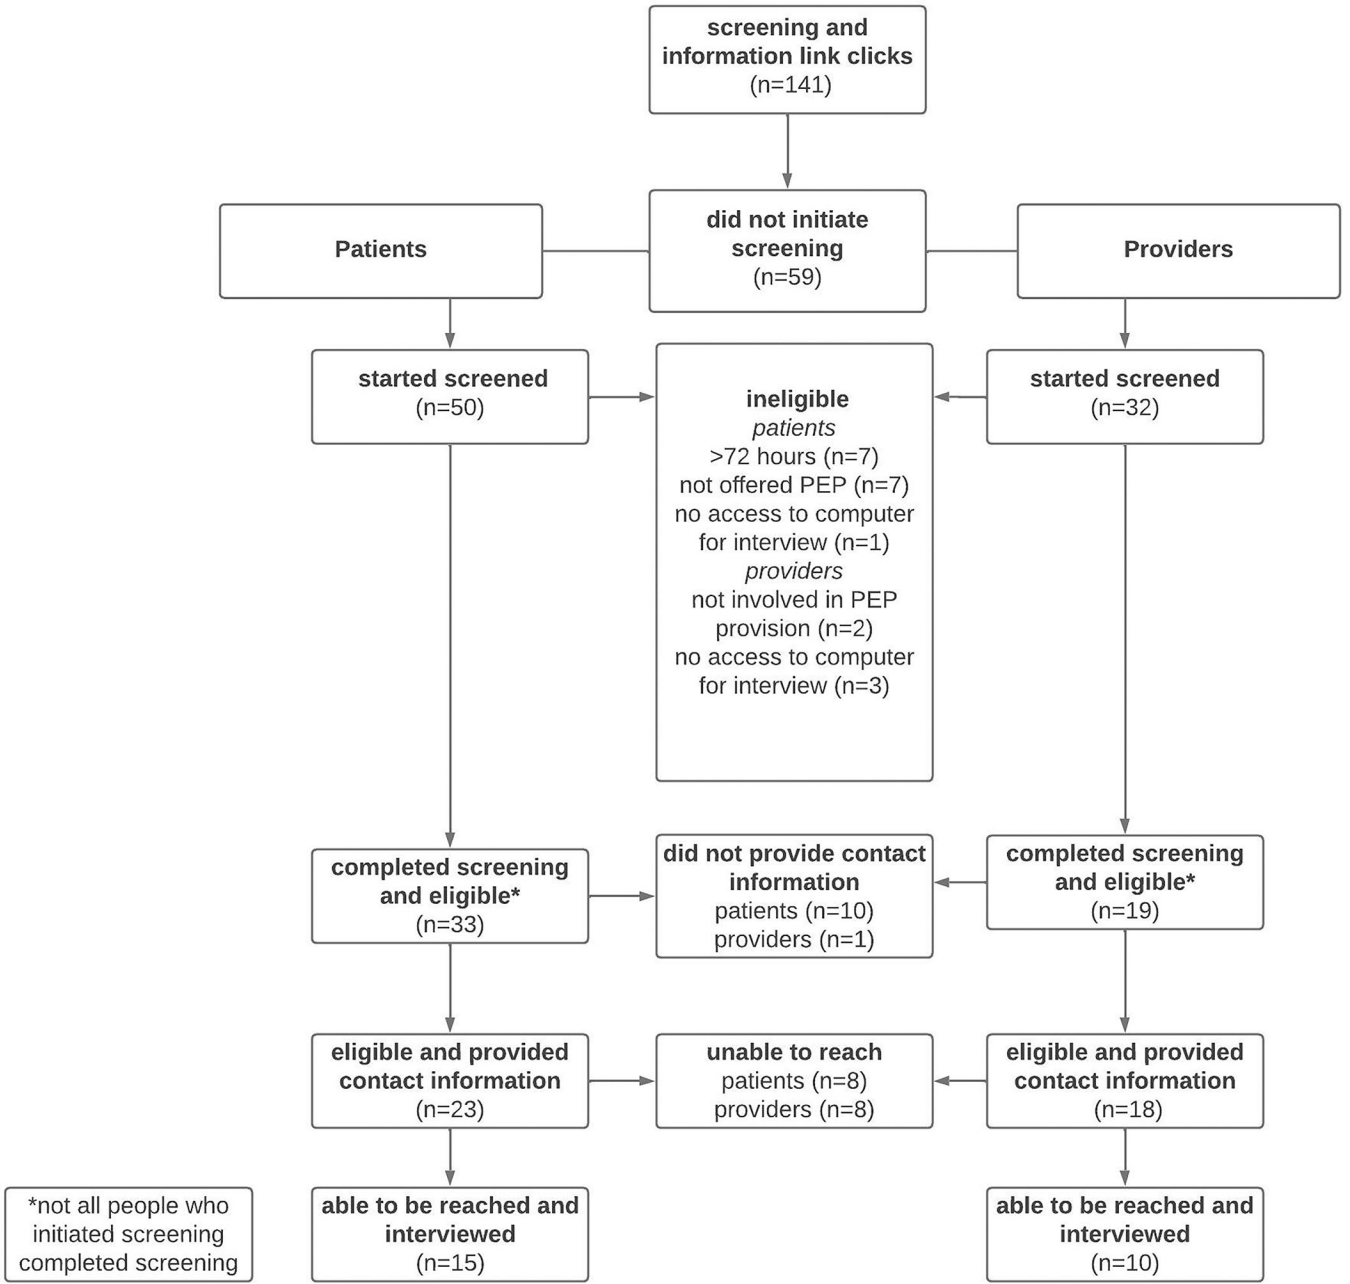 screening and
information link clicks
(n=141)
Patients
did not initiate
screening
(n=59)
Providers
started screened
(n=50)
ineligible
patients
>72 hours (n=7)
not offered PEP (n=7)
no access to computer
for interview (n=1)
providers
not involved in PEP
provision (n=2)
no access to computer
for interview (n=3)
started screened
(n=32)
completed screening
and eligible*
(n=33)
did not provide contact
information
patients (n=10)
providers (n=1)
completed screening
and eligible*
(n=19)
eligible and provided
contact information
(n=23)
unable to reach
patients (n=8)
providers (n=8)
eligible and provided
contact information
(n=18)
*not all people who
initiated screening
completed screening
able to be reached and
interviewed
(n=15)
able to be reached and
interviewed
(n=10)